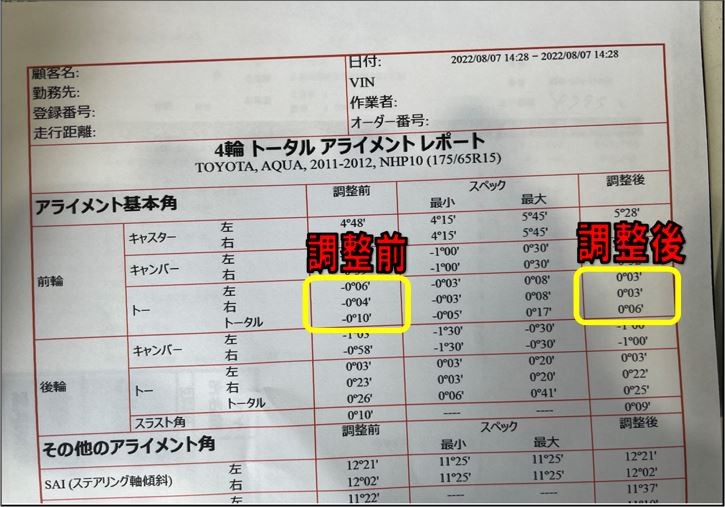 顧客名:
勤務先:
登録番号:
走行距離:
日付: 2022/08/07 14:28 − 2022/08/07 14:28
VIN
作業者:
オーダー番号:
4輪 トータル アライメント レポート
TOYOTA, AQUA, 2011-2012, NHP10 (175/65R15)
アライメント基本角 調整前 スペック 調整後
最小 最大
前輪 キャスター 左 4°48' 4°15' 5°45' 5°28'
右 4°15' 5°45'
調整前 調整後
キャンバー 左 -1°00' 0°30'
右 -1°00' 0°30'
トー 左 -0°06' -0°03' 0°08' 0°03'
右 -0°04' -0°03' 0°08' 0°03'
トータル -0°10' -0°05' 0°17' 0°06'
後輪 キャンバー 左 -1°03' -1°30' -0°30' -1°00'
右 -0°58' -1°30' -0°30' -1°00'
トー 左 0°03' 0°03' 0°20' 0°03'
右 0°23' 0°03' 0°20' 0°22'
トータル 0°26' 0°06' 0°41' 0°25'
スラスト角 0°10' ---- ---- 0°09'
その他のアライメント角 調整前 スペック 調整後
最小 最大
SAI (ステアリング軸傾斜) 左 12°21' 11°25' 11°25' 12°21'
右 12°02' 11°25' 11°25' 12°02'
左 11°22' ---- ---- 11°37'